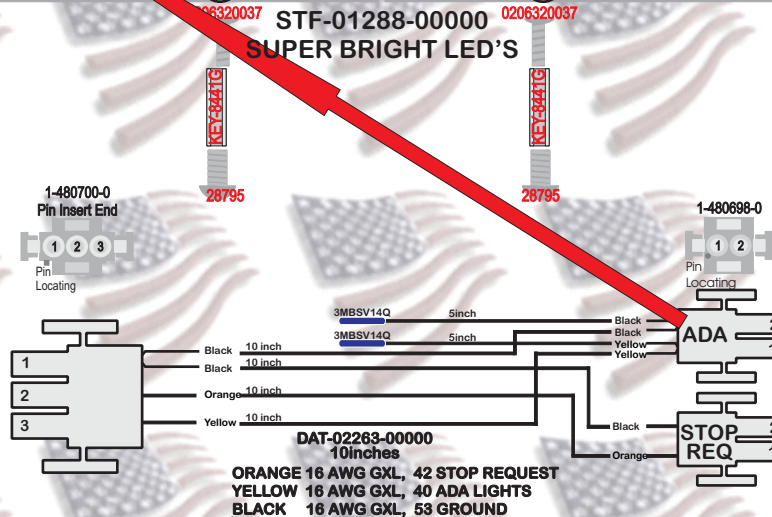 0206320037
STF-01288-00000
SUPER BRIGHT LED'S
KEY-8441G
KEY-8441G
28795
28795
1-480700-0
Pin Insert End
1 2 3
Pin
Locating
1-480698-0
1 2
Pin
Locating
3MBSV14Q 5inch Black
Black
3MBSV14Q 5inch Yellow
Yellow
ADA
1
2
3
Black 10 inch
Black 10 inch
Orange 10 inch
Yellow 10 inch
Black
Orange
STOP
REQ
1
DAT-02263-00000
10inches
ORANGE 16 AWG GXL, 42 STOP REQUEST
YELLOW 16 AWG GXL, 40 ADA LIGHTS
BLACK 16 AWG GXL, 53 GROUND